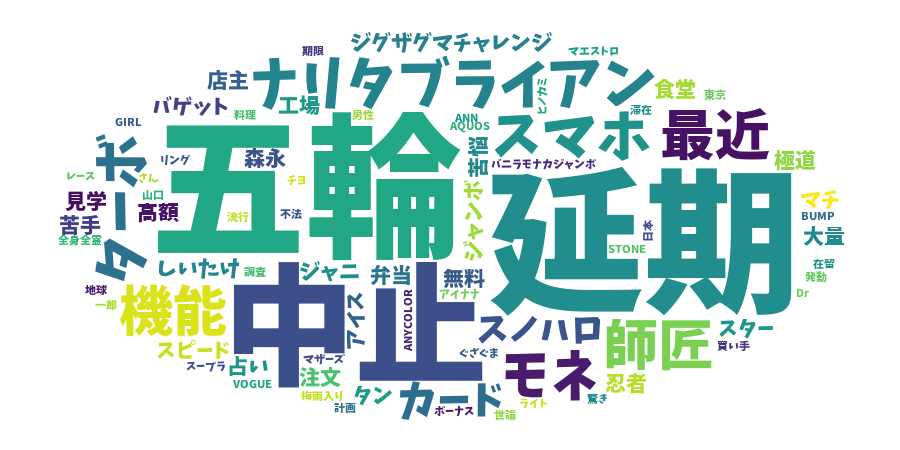 ジグザグマチャレンジ
期限
マエストロ
店主
ナリタブライアン
食堂
東京
バゲット
工場
ヒノカミ
滞在
料理
男性
ANN
AQUOS
スマホ
最近
GIRL
ターボ
五輪
苦悩
リング
森永
バニラモナカジャンボ
極道
レース
さん
チヨ
延期
見学
山口
高額
ジャンボ
マチ
苦手
流行
不法
日本
BUMP
全身全霊
STONE
大量
しいたけ
調査
ジャニ
弁当
無料
在留
発動
地球
中止
アイナナ
Dr
一郎
機能
アイス
ANYCOLOR
スノハロ
師匠
スター
スピード
ぐざぐま
買い手
スープラ
占い
マザーズ
モネ
VOGUE
注文
忍者
梅雨入り
タン
カード
計画
ボーナス
世論
ライト
驚き